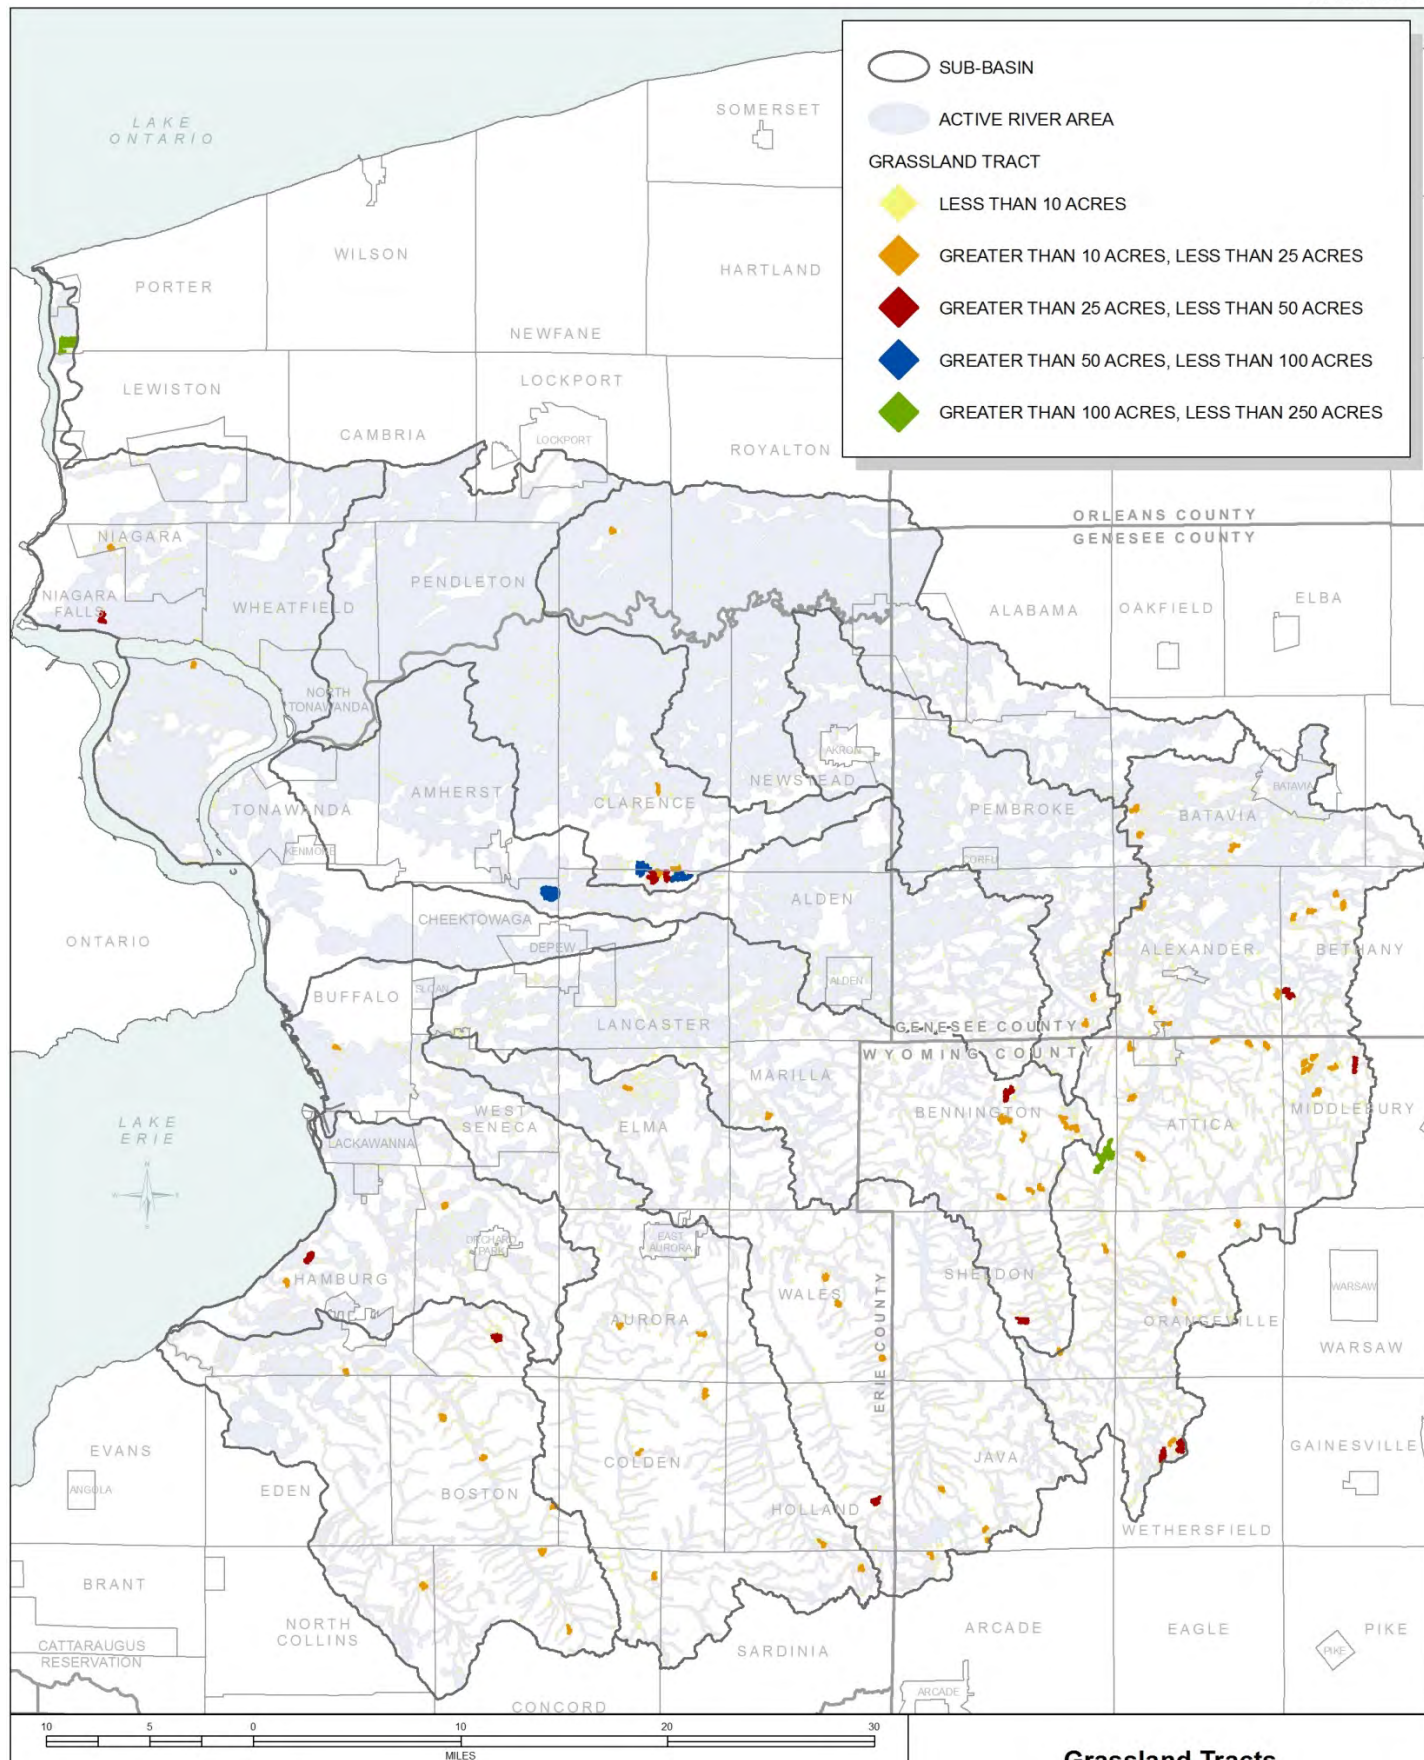 SUB-BASIN
ACTIVE RIVER AREA
GRASSLAND TRACT
LESS THAN 10 ACRES
GREATER THAN 10 ACRES, LESS THAN 25 ACRES
GREATER THAN 25 ACRES, LESS THAN 50 ACRES
GREATER THAN 50 ACRES, LESS THAN 100 ACRES
GREATER THAN 100 ACRES, LESS THAN 250 ACRES
LAKE
ONTARIO
SOMERSET
WILSON
HARTLAND
PORTER
NEWFANE
LEWISTON
LOCKPORT
CAMBRIA
LOCKPORT
ROYALTON
ORLEANS COUNTY
GENESEE COUNTY
NIAGARA
PENDLETON
NIAGARA
FALLS
WHEATFIELD
ALABAMA
OAKFIELD
ELBA
NORTH
TONAWANDA
AKRON
NEWSTEAD
AMHERST
CLARENCE
TONAWANDA
PEMBROKE
BATAVIA
BATAVIA
KENMORE
CORFU
ALDEN
CHEEKTOWAGA
ONTARIO
DEPEW
ALEXANDER
BETHANY
ALDEN
SLOAN
BUFFALO
LANCASTER
GENESEE COUNTY
WYOMING COUNTY
MARILLA
BENNINGTON
MIDDLEBURY
WEST
SENECA
ELMA
ATTICA
LAKE
ERIE
N
W
E
S
LACKAWANNA
ORCHARD
PARK
EAST
AURORA
HAMBURG
SHELDON
WALES
WARSAW
ERIE COUNTY
AURORA
ORANGEVILLE
WARSAW
EVANS
GAINESVILLE
COLDEN
JAVA
ANGOLA
EDEN
BOSTON
HOLLAND
WETHERSFIELD
BRANT
NORTH
COLLINS
ARCADE
EAGLE
PIKE
CATTARAUGUS
RESERVATION
SARDINIA
PIKE
ARCADE
CONCORD
10 5 0 10 20 30
MILES
Grassland Tracts